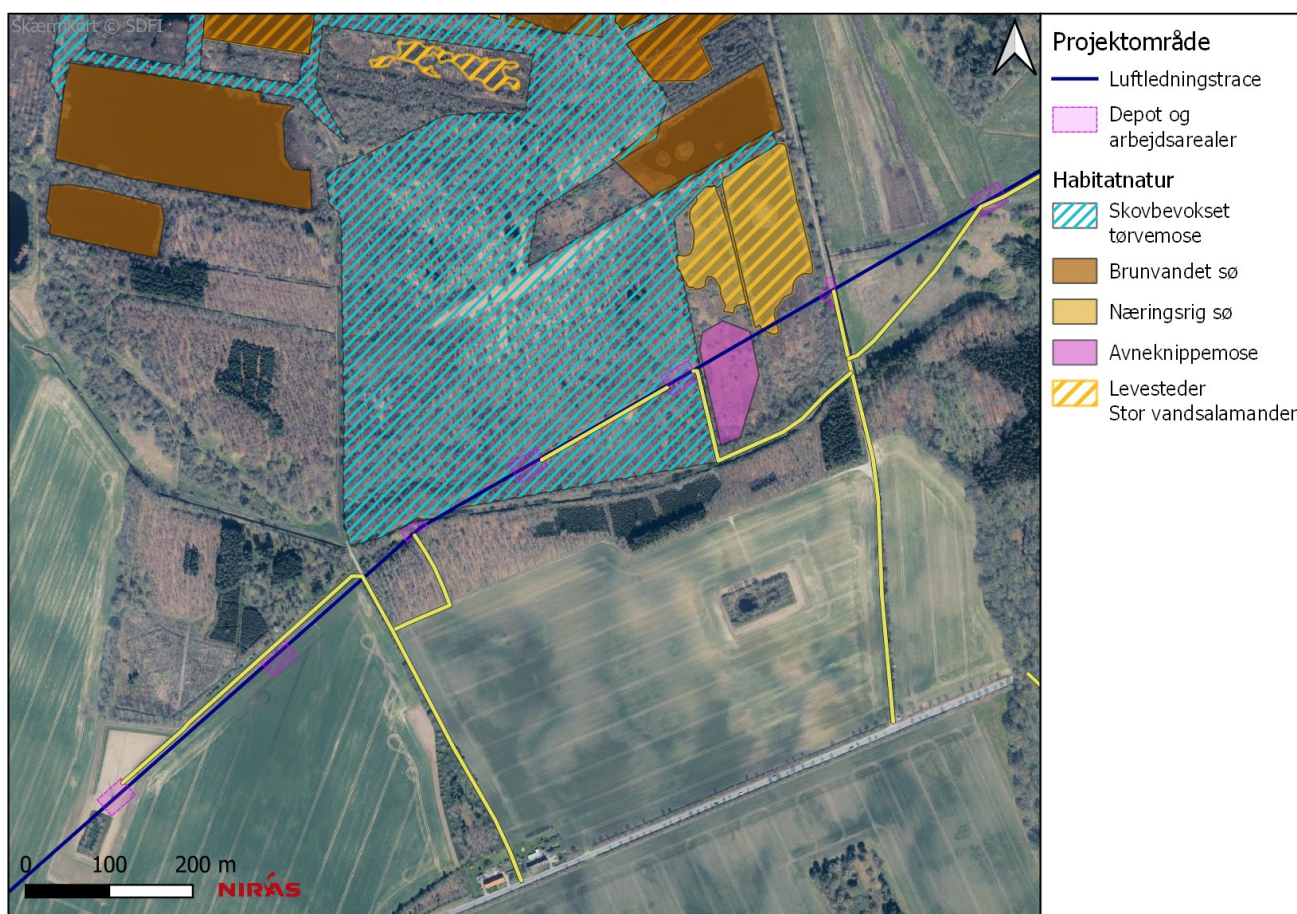 Skærmkort © SDFI
Projektområde
Luftledningstrace
Depot og
arbejdsarealer
Habitatnatur
Skovbevokset
tørvemose
Brunvandet sø
Næringsrig sø
Avneknippemose
Levesteder
Stor vandsalamander
0 100 200 m
NIRÁS